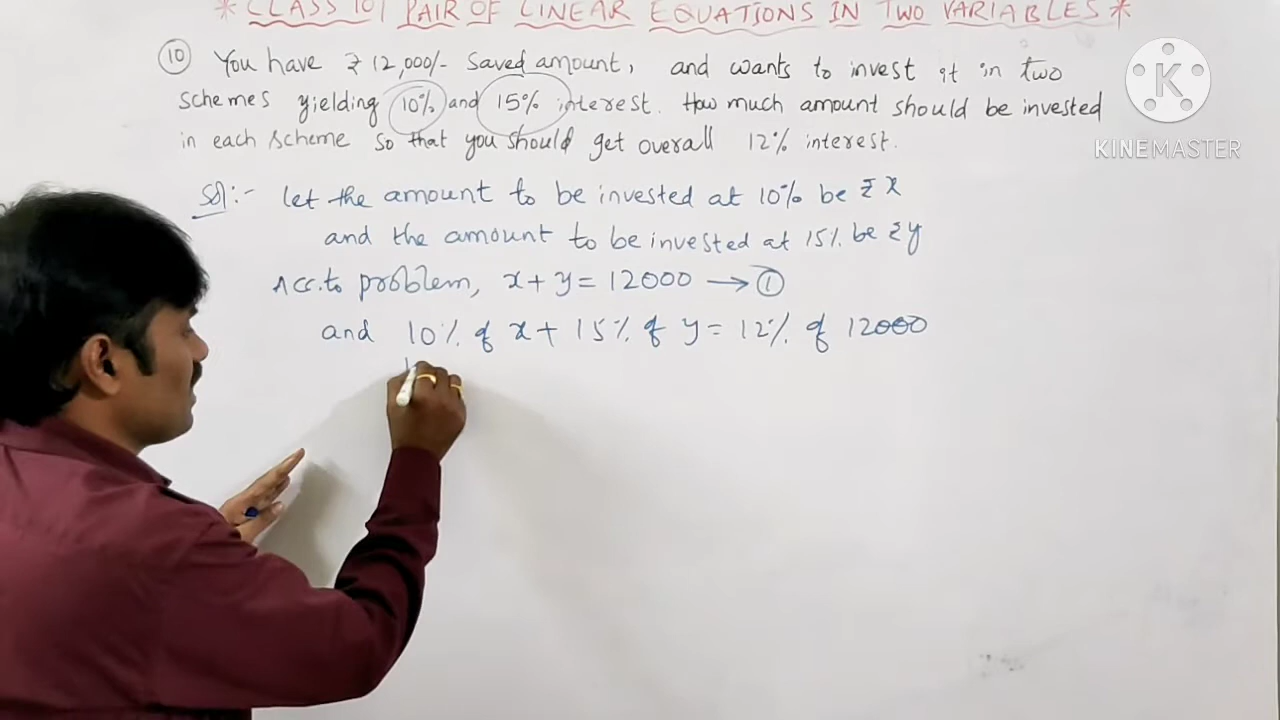 * CLASS 10 | PAIR OF LINEAR EQUATIONS IN TWO VARIABLES *
10 You have ₹ 12,000/- saved amount, and wants to invest it in two
schemes yielding 10% and 15% interest. How much amount should be invested
in each scheme so that you should get overall 12% interest.
Sol:- let the amount to be invested at 10% be ₹ x
and the amount to be invested at 15% be ₹ y
Acc. to problem, x + y = 12000 → ①
and 10% of x + 15% of y = 12% of 12000
K
KINEMASTER